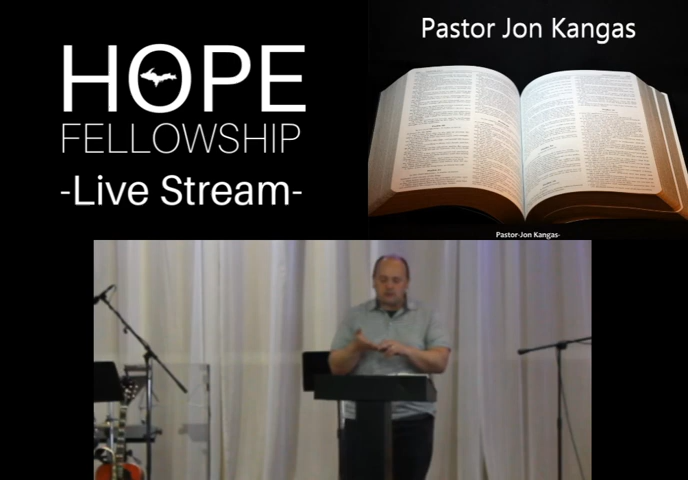 HOPE
FELLOWSHIP
-Live Stream-
Pastor Jon Kangas
Pastor-Jon Kangas-